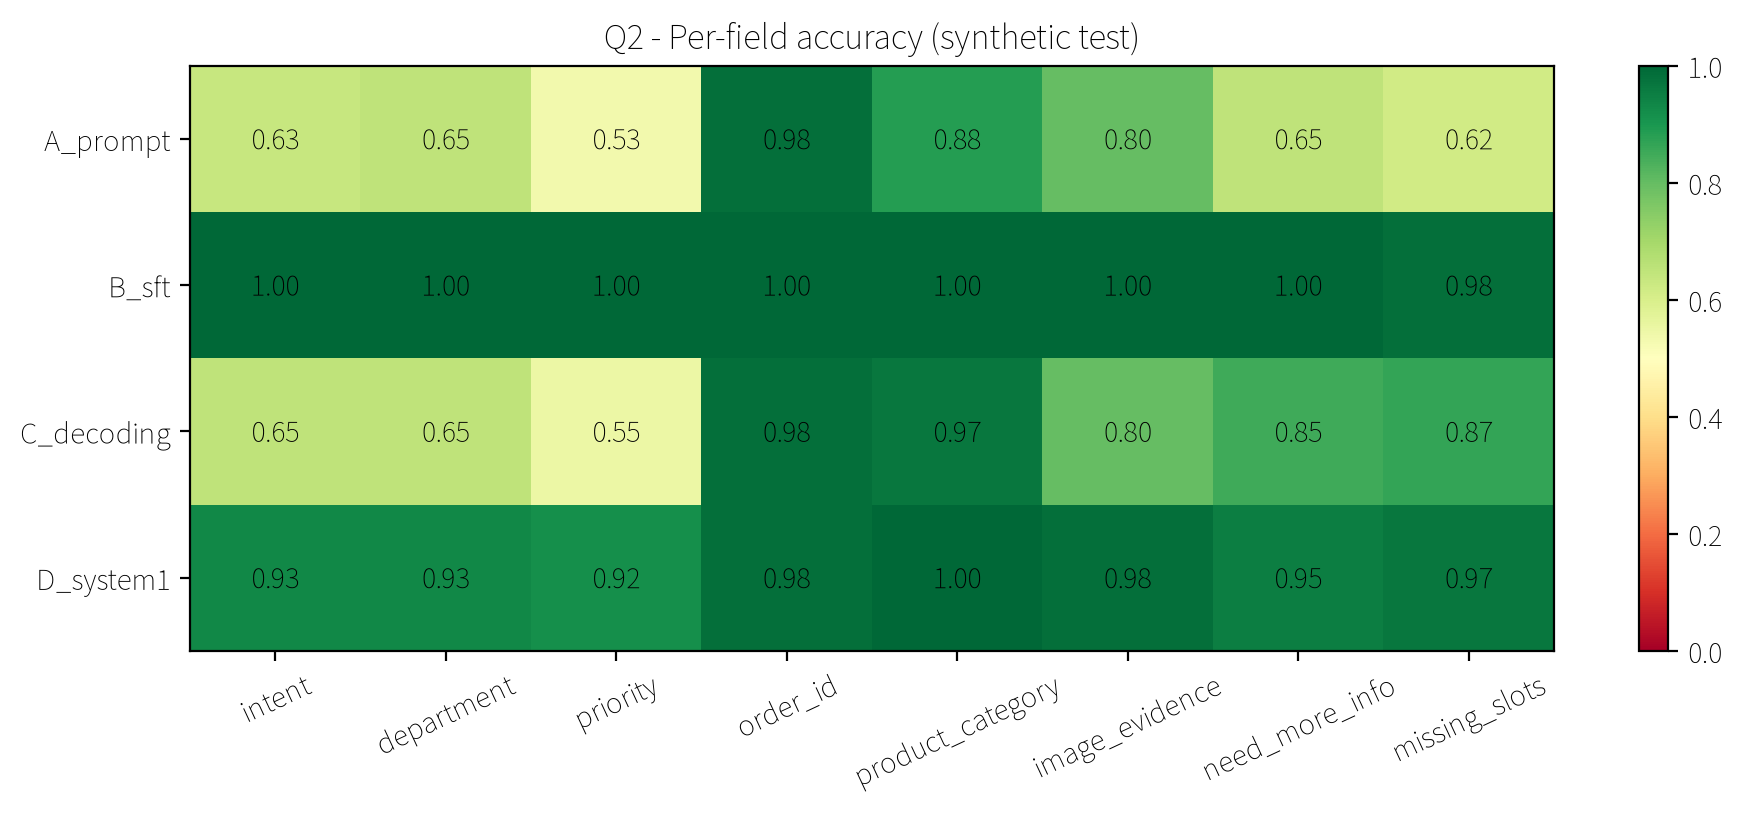 Q2 - Per-field accuracy (synthetic test)
A_prompt 0.63 0.65 0.53 0.98 0.88 0.80 0.65 0.62
B_sft 1.00 1.00 1.00 1.00 1.00 1.00 1.00 0.98
C_decoding 0.65 0.65 0.55 0.98 0.97 0.80 0.85 0.87
D_system1 0.93 0.93 0.92 0.98 1.00 0.98 0.95 0.97
intent department priority order_id product_category image_evidence need_more_info missing_slots
1.0
0.8
0.6
0.4
0.2
0.0